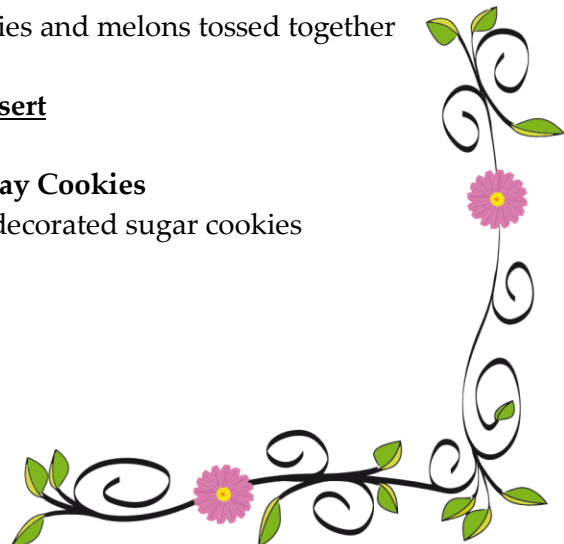 ies and melons tossed together
sert
ay Cookies
decorated sugar cookies